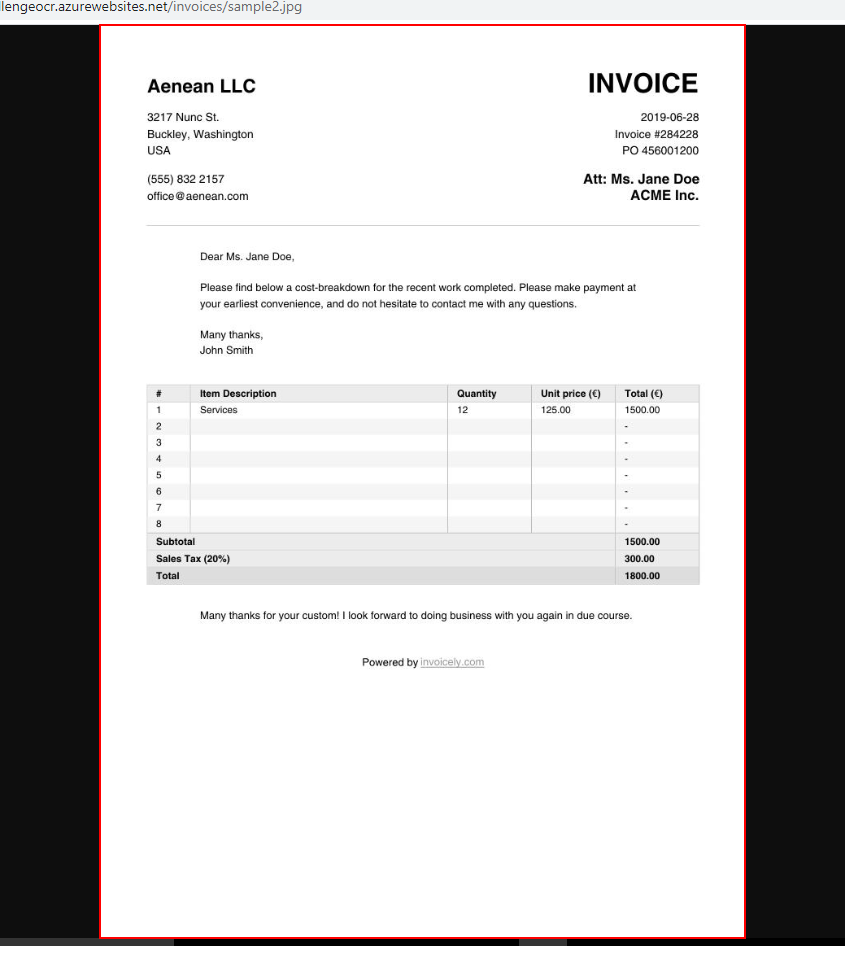 lengeocr.azurewebsites.net/invoices/sample2.jpg
Aenean LLC
INVOICE
3217 Nunc St.
Buckley, Washington
USA
2019-06-28
Invoice #284228
PO 456001200
(555) 832 2157
office@aenean.com
Att: Ms. Jane Doe
ACME Inc.
Dear Ms. Jane Doe,
Please find below a cost-breakdown for the recent work completed. Please make payment at
your earliest convenience, and do not hesitate to contact me with any questions.
Many thanks,
John Smith
# Item Description Quantity Unit price (€) Total (€)
1 Services 12 125.00 1500.00
2 -
3 -
4 -
5 -
6 -
7 -
8 -
Subtotal 1500.00
Sales Tax (20%) 300.00
Total 1800.00
Many thanks for your custom! I look forward to doing business with you again in due course.
Powered by invoicely.com